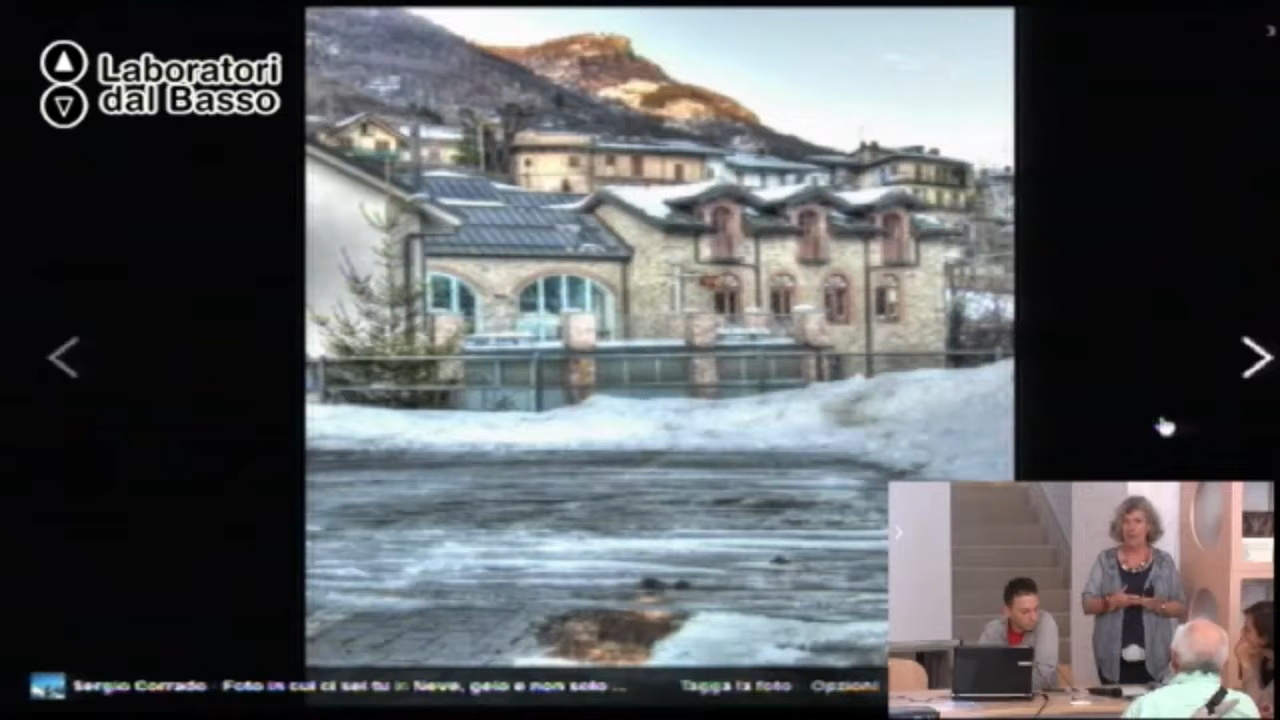 Laboratori
dal Basso
Sergio Corrado Foto in cui ci sei tu in Neve, gelo e non solo ... Tagga la foto Opzioni